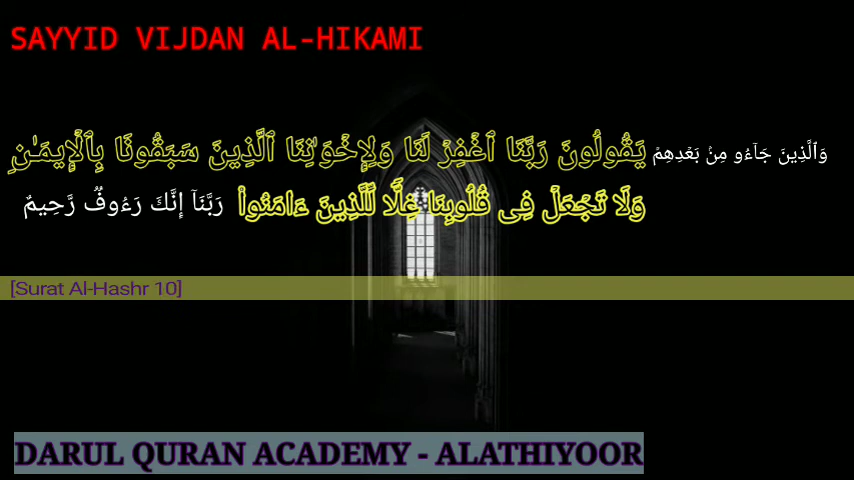 SAYYID VIJDAN AL-HIKAMI
وَٱلَّذِينَ جَآءُو مِنۢ بَعْدِهِمْ يَقُولُونَ رَبَّنَا ٱغْفِرْ لَنَا وَلِإِخْوَٰنِنَا ٱلَّذِينَ سَبَقُونَا بِٱلْإِيمَـٰنِ
وَلَا تَجْعَلْ فِى قُلُوبِنَا غِلًّا لِّلَّذِينَ ءَامَنُوا۟ رَبَّنَآ إِنَّكَ رَءُوفٌ رَّحِيمٌ
[Surat Al-Hashr 10]
DARUL QURAN ACADEMY - ALATHIYOOR